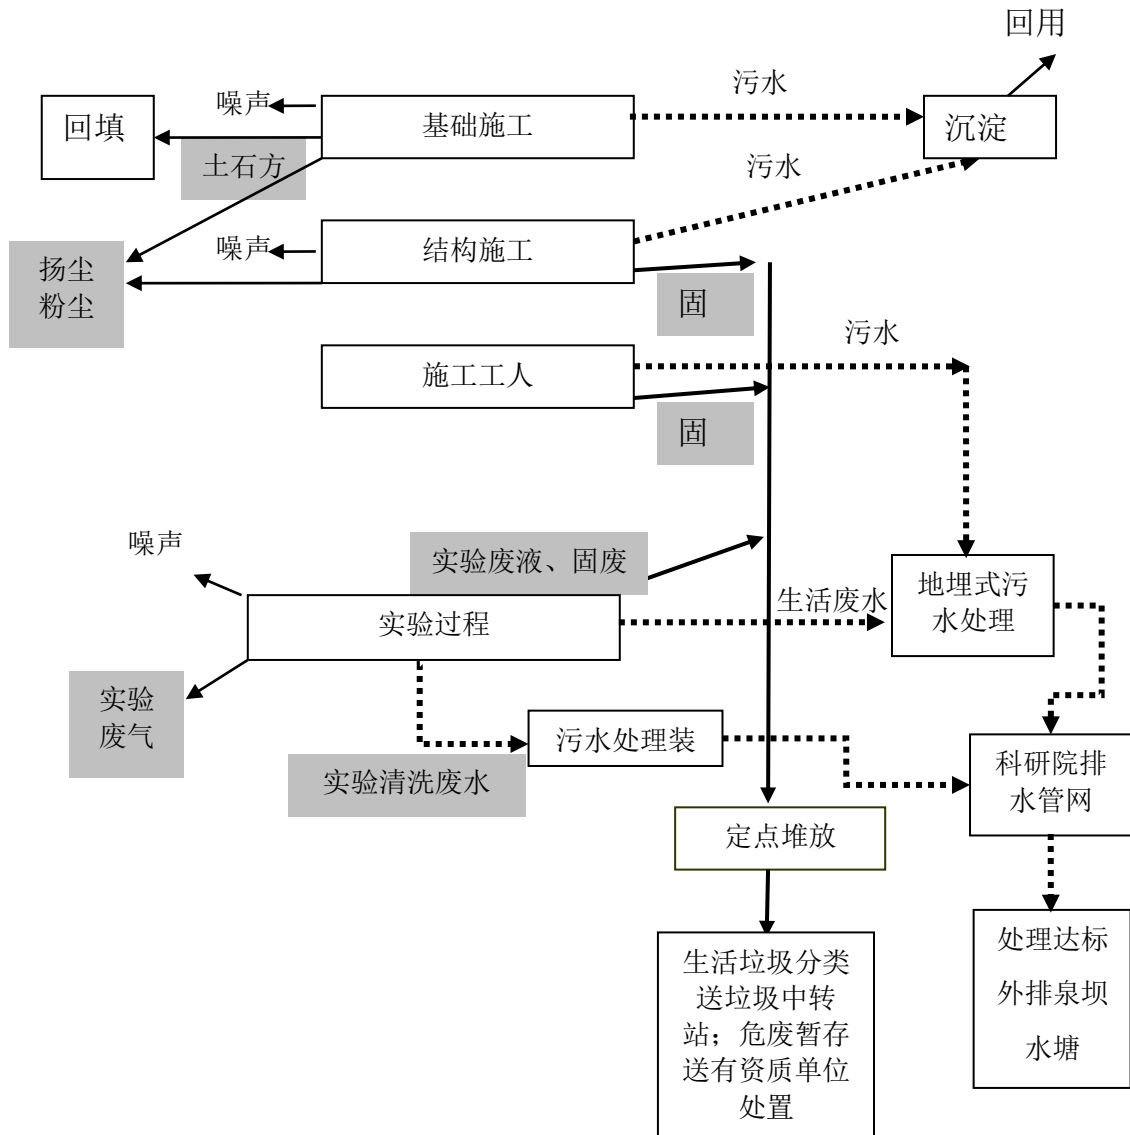 回用
污水
噪声
回填
基础施工
沉淀
土石方
污水
噪声
结构施工
扬尘
粉尘
固
污水
施工工人
固
噪声
实验废液、固废
生活废水
地埋式污
水处理
实验过程
实验
废气
污水处理装
实验清洗废水
科研院排
水管网
定点堆放
处理达标
外排泉坝
水塘
生活垃圾分类
送垃圾中转
站；危废暂存
送有资质单位
处置